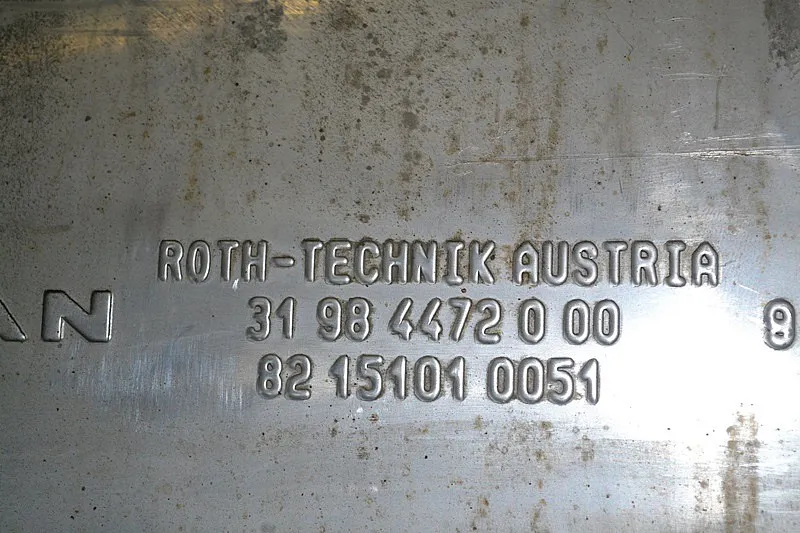 ROTH-TECHNIK AUSTRIA
31 98 4472 0 00
82 15101 0051